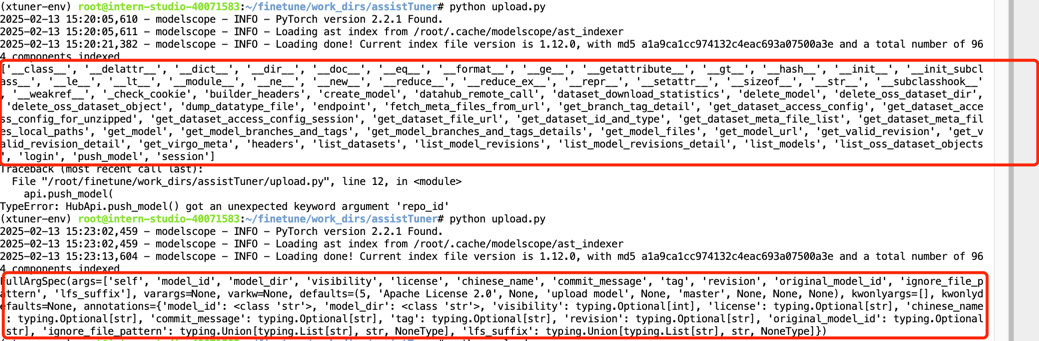 (xtuner-env) root@intern-studio-40071583:~/finetune/work_dirs/assistTuner# python upload.py
2025-02-13 15:20:05,610 - modelscope - INFO - PyTorch version 2.2.1 Found.
2025-02-13 15:20:05,611 - modelscope - INFO - Loading ast index from /root/.cache/modelscope/ast_indexer
2025-02-13 15:20:21,382 - modelscope - INFO - Loading done! Current index file version is 1.12.0, with md5 a1a9ca1cc974132c4eac693a07500a3e and a total number of 96
4 components indexed
['__class__', '__delattr__', '__dict__', '__dir__', '__doc__', '__eq__', '__format__', '__ge__', '__getattribute__', '__gt__', '__hash__', '__init__', '__init_subcl
ass__', '__le__', '__lt__', '__module__', '__ne__', '__new__', '__reduce__', '__reduce_ex__', '__repr__', '__setattr__', '__sizeof__', '__str__', '__subclasshook__
', '__weakref__', '_check_cookie', 'builder_headers', 'create_model', 'datahub_remote_call', 'dataset_download_statistics', 'delete_model', 'delete_oss_dataset_dir',
'delete_oss_dataset_object', 'dump_datatype_file', 'endpoint', 'fetch_meta_files_from_url', 'get_branch_tag_detail', 'get_dataset_access_config', 'get_dataset_acce
ss_config_for_unzipped', 'get_dataset_access_config_session', 'get_dataset_file_url', 'get_dataset_id_and_type', 'get_dataset_meta_file_list', 'get_dataset_meta_fil
es_local_paths', 'get_model', 'get_model_branches_and_tags', 'get_model_branches_and_tags_details', 'get_model_files', 'get_model_url', 'get_valid_revision', 'get_v
alid_revision_detail', 'get_virgo_meta', 'headers', 'list_datasets', 'list_model_revisions', 'list_model_revisions_detail', 'list_models', 'list_oss_dataset_objects
', 'login', 'push_model', 'session']
Traceback (most recent call last):
File "/root/finetune/work_dirs/assistTuner/upload.py", line 12, in <module>
api.push_model(
TypeError: HubApi.push_model() got an unexpected keyword argument 'repo_id'
(xtuner-env) root@intern-studio-40071583:~/finetune/work_dirs/assistTuner# python upload.py
2025-02-13 15:23:02,459 - modelscope - INFO - PyTorch version 2.2.1 Found.
2025-02-13 15:23:02,459 - modelscope - INFO - Loading ast index from /root/.cache/modelscope/ast_indexer
2025-02-13 15:23:13,604 - modelscope - INFO - Loading done! Current index file version is 1.12.0, with md5 a1a9ca1cc974132c4eac693a07500a3e and a total number of 96
4 components indexed
FullArgSpec(args=['self', 'model_id', 'model_dir', 'visibility', 'license', 'chinese_name', 'commit_message', 'tag', 'revision', 'original_model_id', 'ignore_file_p
attern', 'lfs_suffix'], varargs=None, varkw=None, defaults=(5, 'Apache License 2.0', None, 'upload model', None, 'master', None, None, None), kwonlyargs=[], kwonlyd
efaults=None, annotations={'model_id': <class 'str'>, 'model_dir': <class 'str'>, 'visibility': typing.Optional[int], 'license': typing.Optional[str], 'chinese_name
': typing.Optional[str], 'commit_message': typing.Optional[str], 'tag': typing.Optional[str], 'revision': typing.Optional[str], 'original_model_id': typing.Optional
[str], 'ignore_file_pattern': typing.Union[typing.List[str], str, NoneType], 'lfs_suffix': typing.Union[typing.List[str], str, NoneType]})